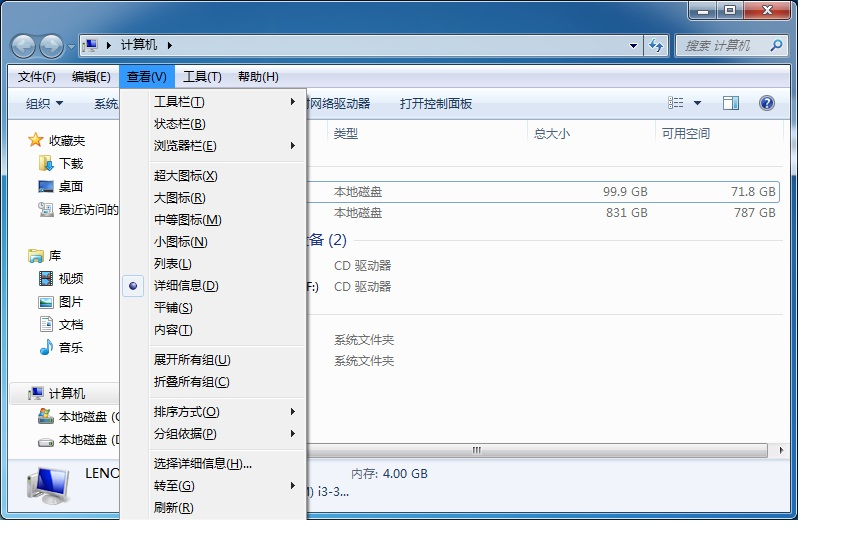 计算机
搜索 计算机
文件(F) 编辑(E) 查看(V) 工具(T) 帮助(H)
组织 系统 网络驱动器 打开控制面板
工具栏(T)
状态栏(B)
浏览器栏(E)
超大图标(X)
大图标(R)
中等图标(M)
小图标(N)
列表(L)
详细信息(D)
平铺(S)
内容(T)
展开所有组(U)
折叠所有组(C)
排序方式(O)
分组依据(P)
选择详细信息(H)...
转至(G)
刷新(R)
收藏夹
下载
桌面
最近访问的
库
视频
图片
文档
音乐
计算机
本地磁盘 (C
本地磁盘 (D
类型 总大小 可用空间
本地磁盘 99.9 GB 71.8 GB
本地磁盘 831 GB 787 GB
备 (2)
CD 驱动器
F:) CD 驱动器
系统文件夹
系统文件夹
LENO 内存: 4.00 GB
) i3-3...